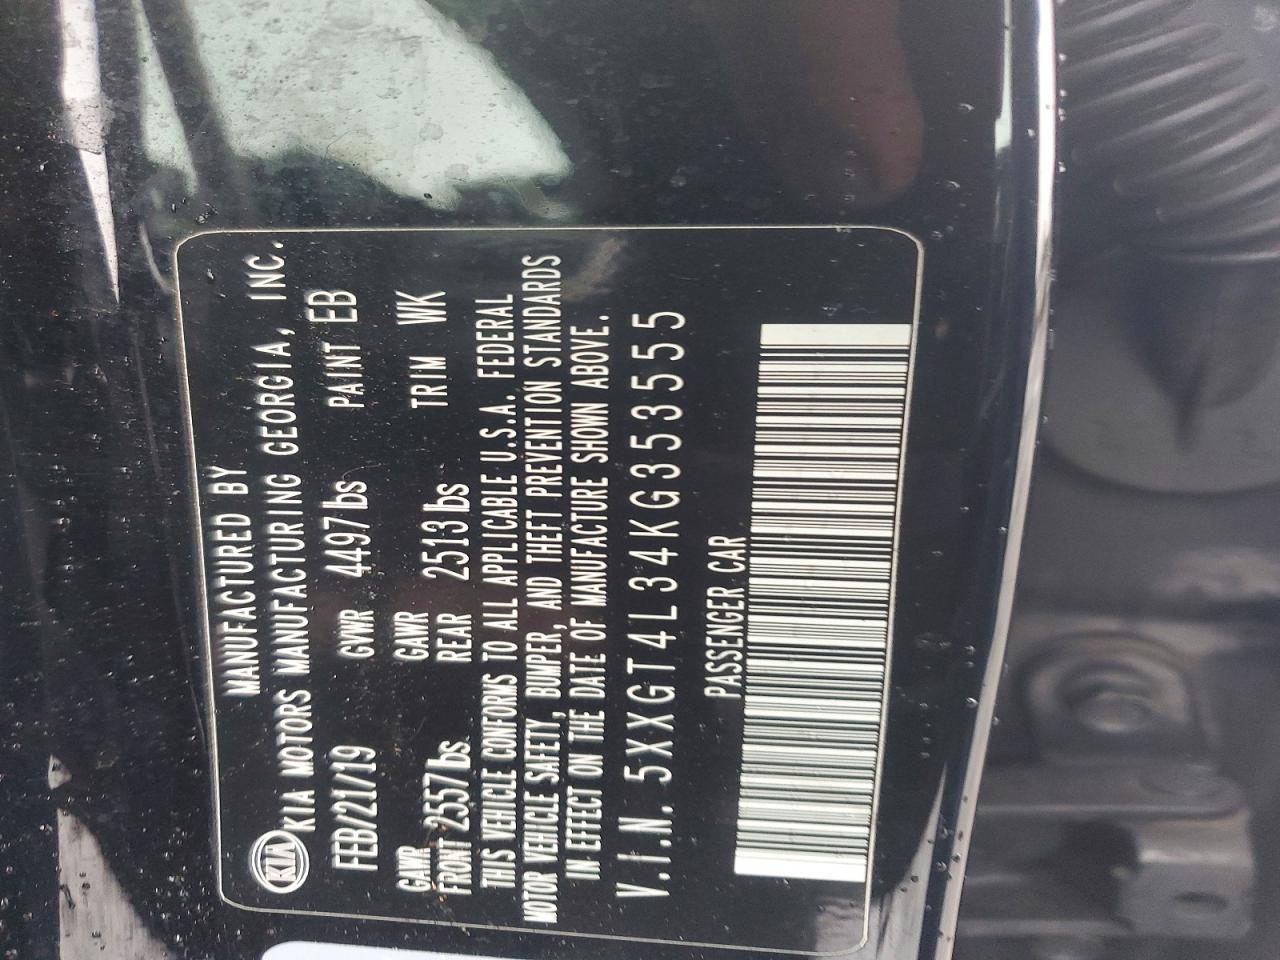 MANUFACTURED BY
KIA KIA MOTORS MANUFACTURING GEORGIA, INC.
FEB/21/19 GVWR 4497lbs PAINT EB
GAWR FRONT 2557lbs GAWR REAR 2513lbs TRIM WK
THIS VEHICLE CONFORMS TO ALL APPLICABLE U.S.A. FEDERAL
MOTOR VEHICLE SAFETY, BUMPER, AND THEFT PREVENTION STANDARDS
IN EFFECT ON THE DATE OF MANUFACTURE SHOWN ABOVE.
V.I.N. 5XXGT4L34KG353555
PASSENGER CAR